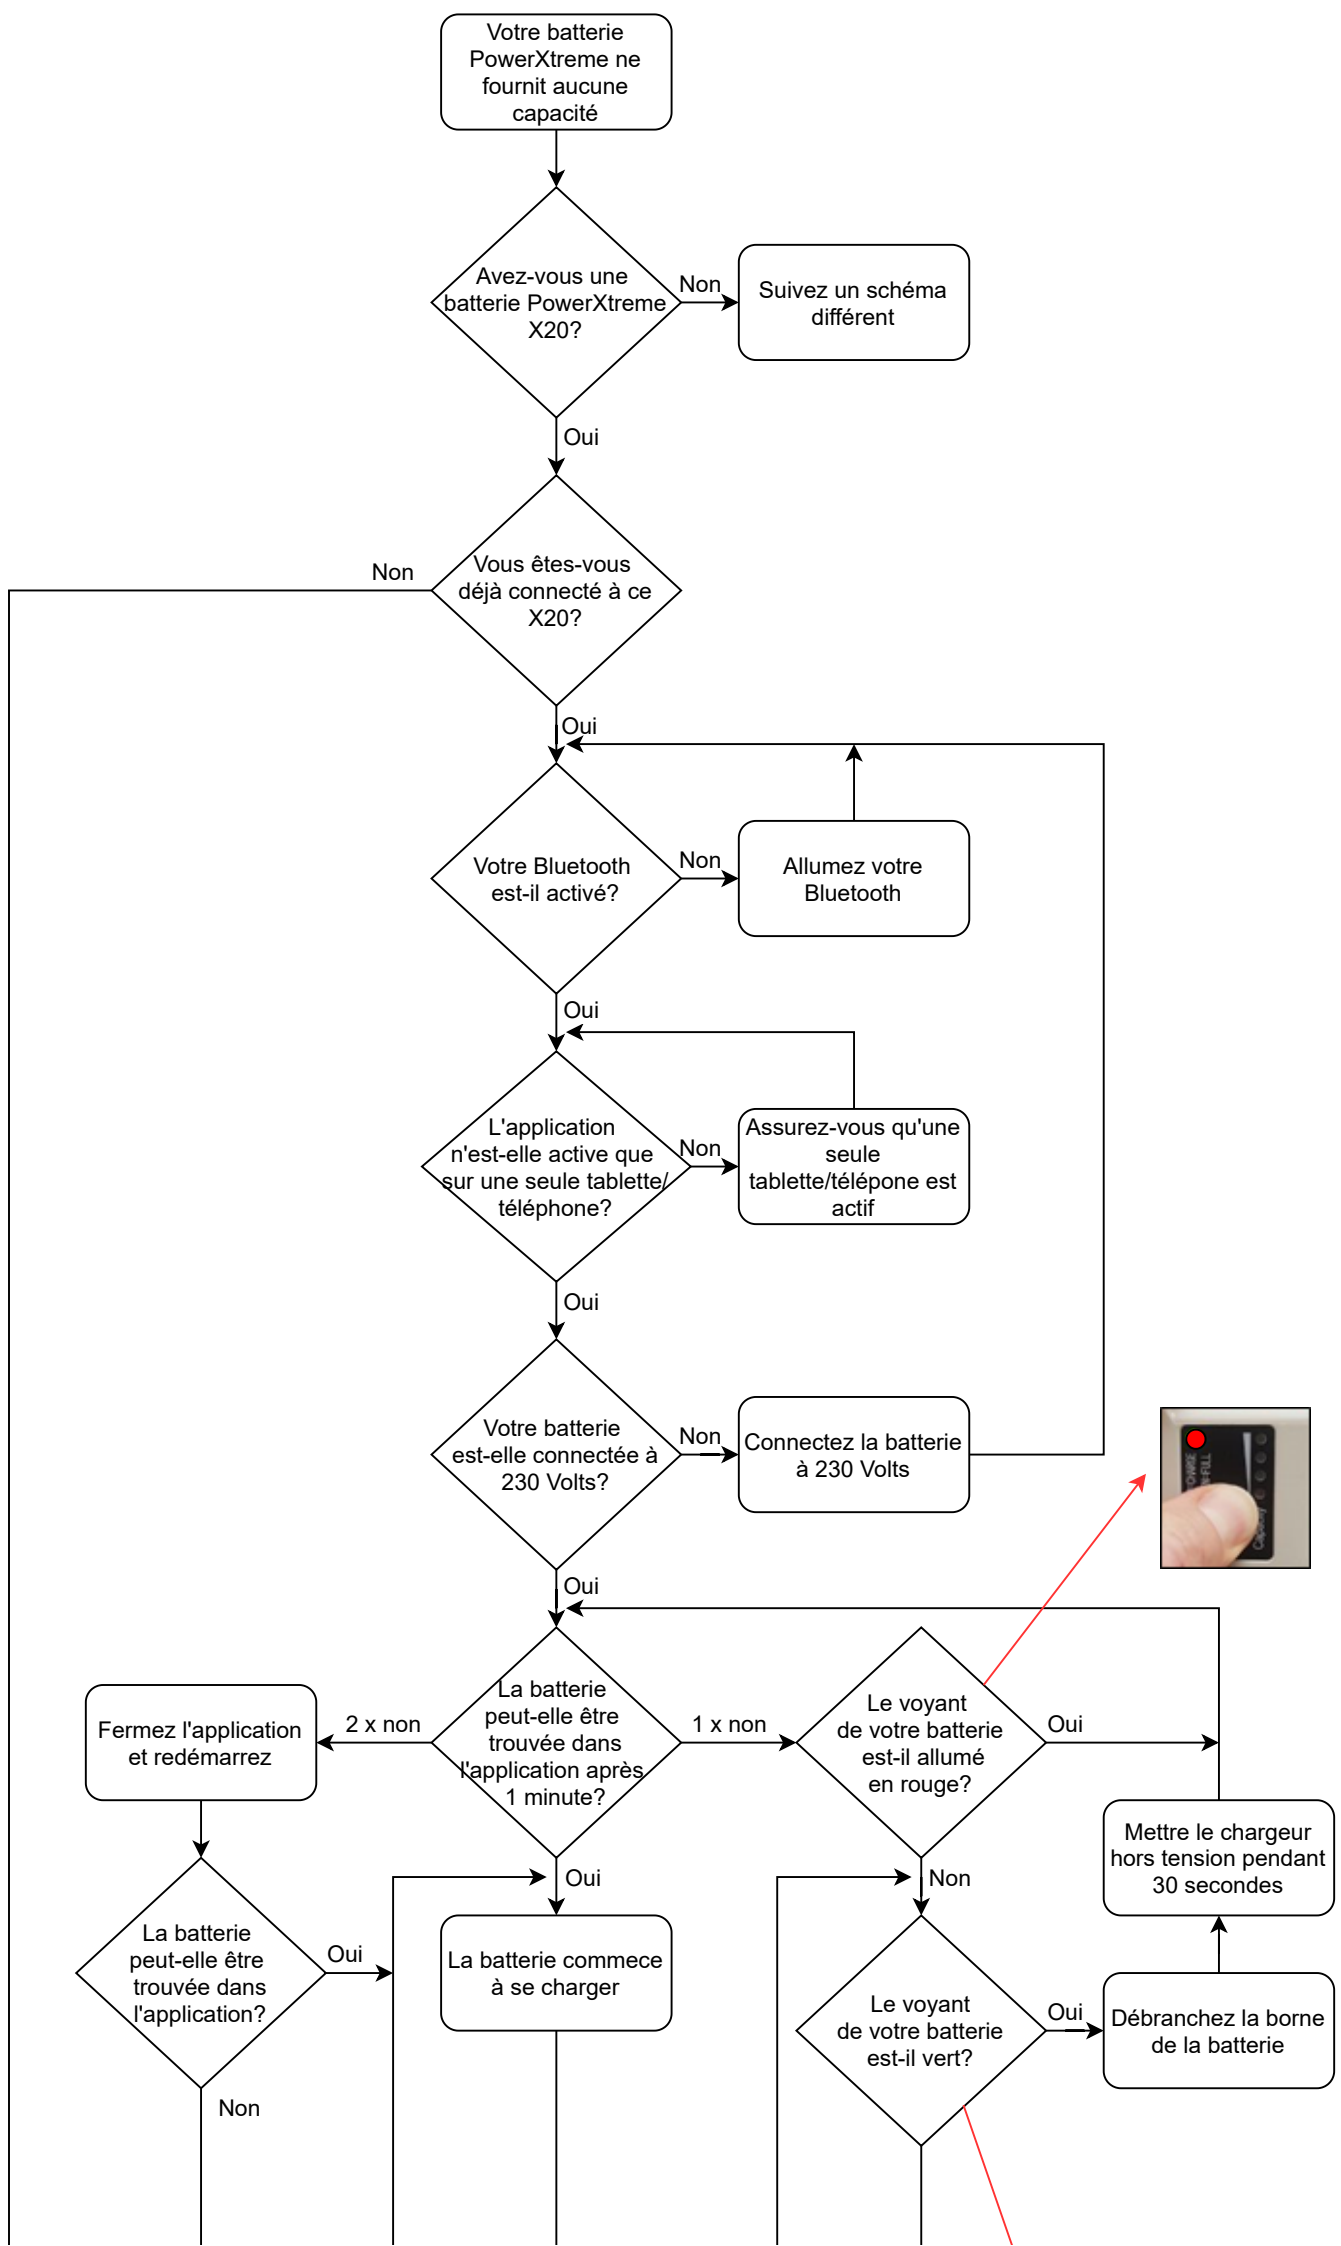 Votre batterie
PowerXtreme ne
fournit aucune
capacité
Avez-vous une
batterie PowerXtreme
X20?
Non
Suivez un schéma
différent
Oui
Vous êtes-vous
déjà connecté à ce
X20?
Non
Oui
Votre Bluetooth
est-il activé?
Non
Allumez votre
Bluetooth
Oui
L'application
n'est-elle active que
sur une seule tablette/
téléphone?
Non
Assurez-vous qu'une
seule
tablette/télépone est
actif
Oui
Votre batterie
est-elle connectée à
230 Volts?
Non
Connectez la batterie
à 230 Volts
Capacity
Oui
La batterie
peut-elle être
trouvée dans
l'application après
1 minute?
2 x non
Fermez l'application
et redémarrez
1 x non
Le voyant
de votre batterie
est-il allumé
en rouge?
Oui
Mettre le chargeur
hors tension pendant
30 secondes
La batterie
peut-elle être
trouvée dans
l'application?
Oui
Oui
La batterie commece
à se charger
Non
Le voyant
de votre batterie
est-il vert?
Oui
Débranchez la borne
de la batterie
Non